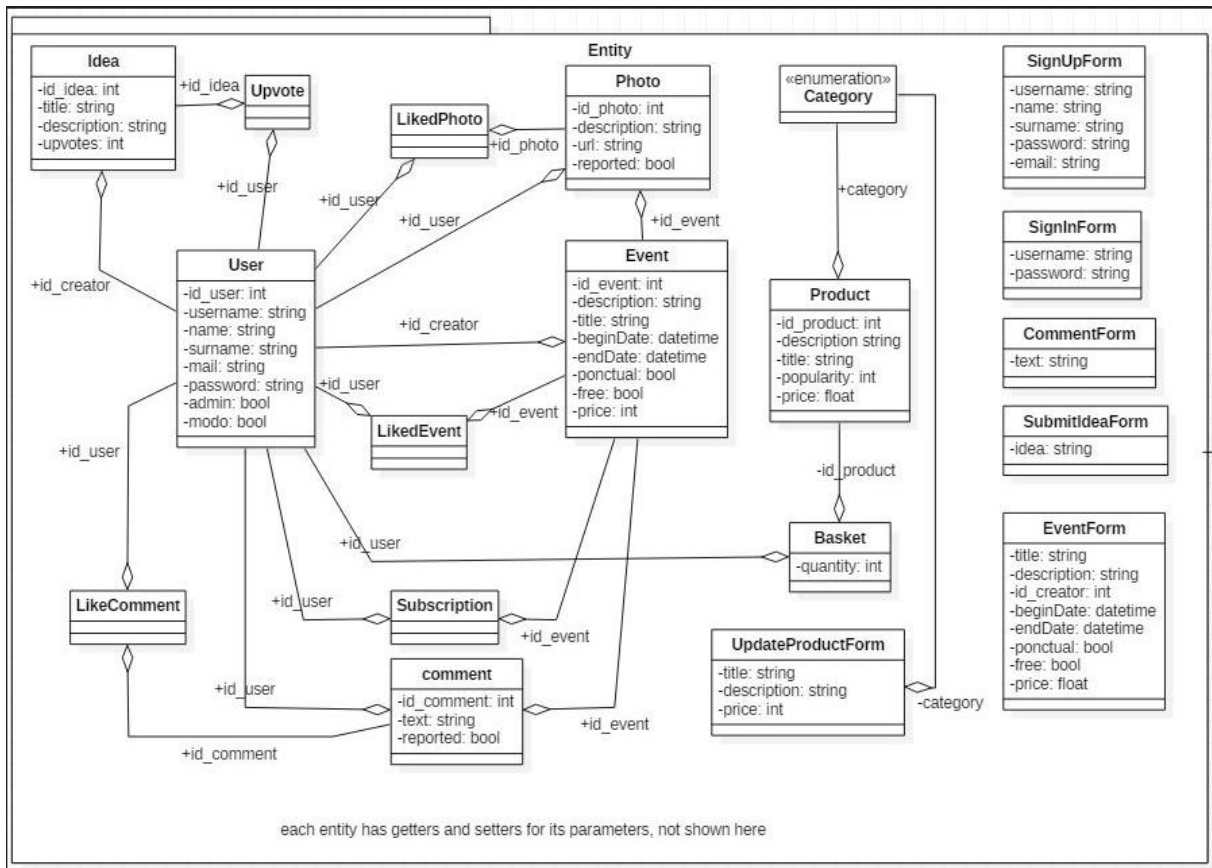 Entity
Idea
-id_idea: int
-title: string
-description: string
-upvotes: int
+id_idea
Upvote
+id_user
LikedPhoto
+id_photo
+id_user
Photo
-id_photo: int
-description: string
-url: string
-reported: bool
+id_user
+id_event
«enumeration»
Category
+category
SignUpForm
-username: string
-name: string
-surname: string
-password: string
-email: string
SignInForm
-username: string
-password: string
CommentForm
-text: string
SubmitIdeaForm
-idea: string
EventForm
-title: string
-description: string
-id_creator: int
-beginDate: datetime
-endDate: datetime
-ponctual: bool
-free: bool
-price: float
+id_creator
User
-id_user: int
-username: string
-name: string
-surname: string
-mail: string
-password: string
-admin: bool
-modo: bool
+id_creator
+id_user
LikedEvent
+id_event
Event
-id_event: int
-description: string
-title: string
-beginDate: datetime
-endDate: datetime
-ponctual: bool
-free: bool
-price: int
Product
-id_product: int
-description string
-title: string
-popularity: int
-price: float
-id_product
+id_user
Basket
-quantity: int
+id_user
LikeComment
+id_user
Subscription
+id_event
+id_user
comment
-id_comment: int
-text: string
-reported: bool
+id_event
+id_comment
UpdateProductForm
-title: string
-description: string
-price: int
-category
each entity has getters and setters for its parameters, not shown here